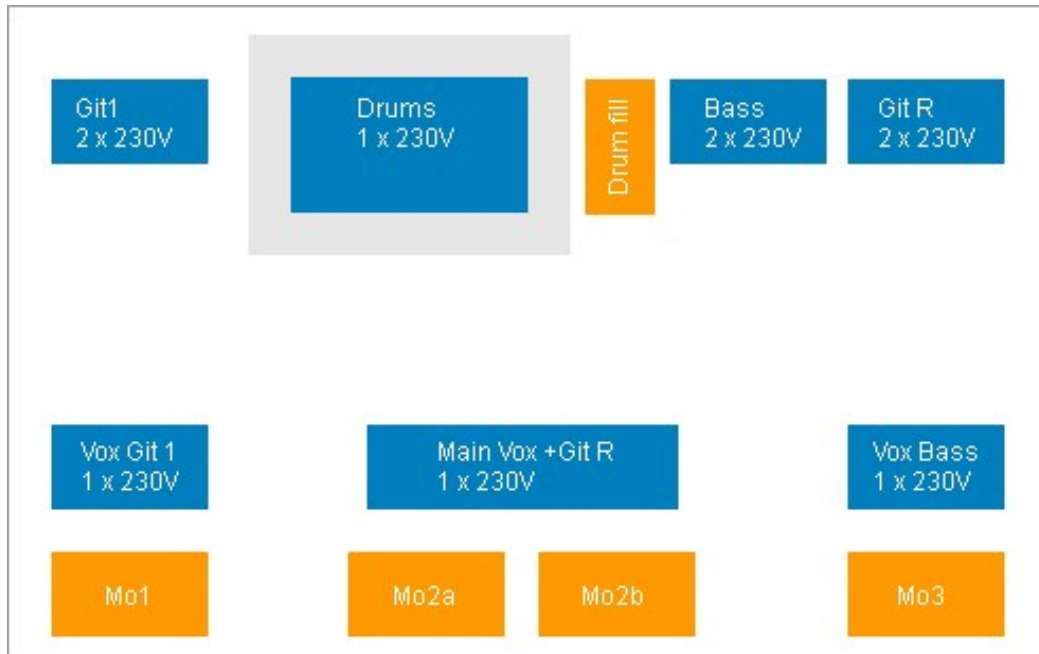 Git1
2 x 230V
Drums
1 x 230V
Drum fill
Bass
2 x 230V
Git R
2 x 230V
Vox Git 1
1 x 230V
Main Vox +Git R
1 x 230V
Vox Bass
1 x 230V
Mo1
Mo2a
Mo2b
Mo3